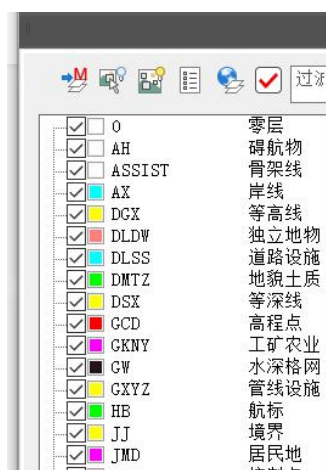 M
过
0 零层
AH 碍航物
ASSIST 骨架线
AX 岸线
DGX 等高线
DLDW 独立地物
DLSS 道路设施
DMTZ 地貌土质
DSX 等深线
GCD 高程点
GKNY 工矿农业
GW 水深格网
GXYZ 管线设施
HB 航标
JJ 境界
JMD 居民地